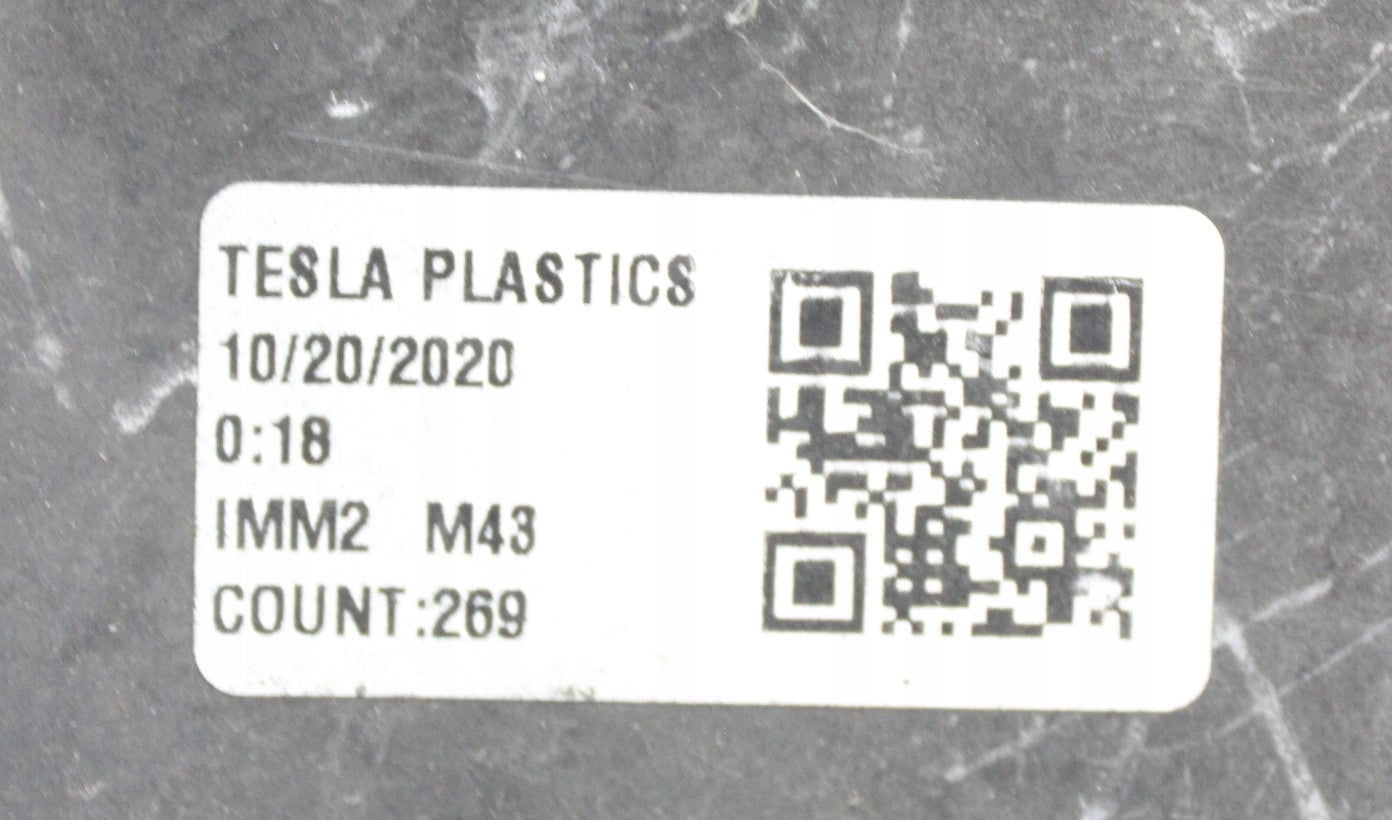 TESLA PLASTICS
10/20/2020
0:18
IMM2 M43
COUNT:269